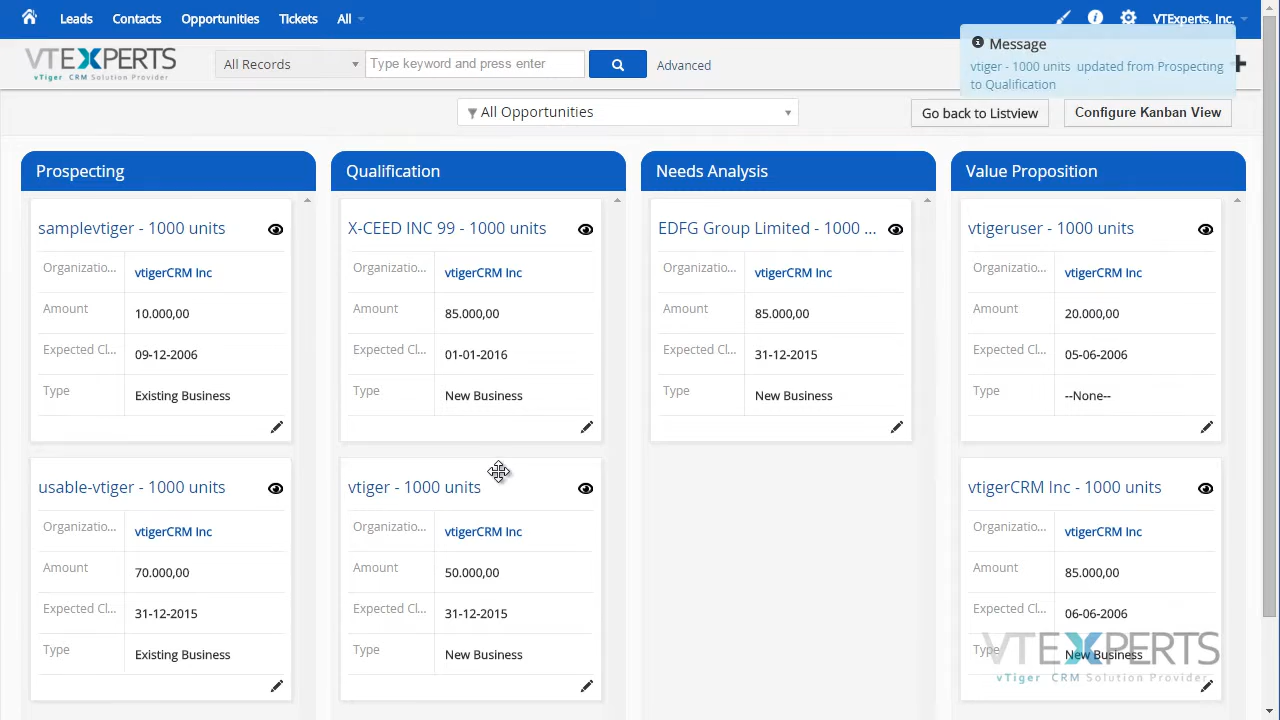 Leads Contacts Opportunities Tickets All VTExperts, Inc.
Message
vtiger - 1000 units updated from Prospecting
to Qualification
VTEXPERTS
vTiger CRM Solution Provider
All Records
Type keyword and press enter
Advanced
All Opportunities
Go back to Listview
Configure Kanban View
Prospecting
samplevtiger - 1000 units
Organizatio... vtigerCRM Inc
Amount 10.000,00
Expected Cl... 09-12-2006
Type Existing Business
usable-vtiger - 1000 units
Organizatio... vtigerCRM Inc
Amount 70.000,00
Expected Cl... 31-12-2015
Type Existing Business
Qualification
X-CEED INC 99 - 1000 units
Organizatio... vtigerCRM Inc
Amount 85.000,00
Expected Cl... 01-01-2016
Type New Business
vtiger - 1000 units
Organizatio... vtigerCRM Inc
Amount 50.000,00
Expected Cl... 31-12-2015
Type New Business
Needs Analysis
EDFG Group Limited - 1000 ...
Organizatio... vtigerCRM Inc
Amount 85.000,00
Expected Cl... 31-12-2015
Type New Business
Value Proposition
vtigeruser - 1000 units
Organizatio... vtigerCRM Inc
Amount 20.000,00
Expected Cl... 05-06-2006
Type --None--
vtigerCRM Inc - 1000 units
Organizatio... vtigerCRM Inc
Amount 85.000,00
Expected Cl... 06-06-2006
Type New Business
VTEXPERTS
vTiger CRM Solution Provider